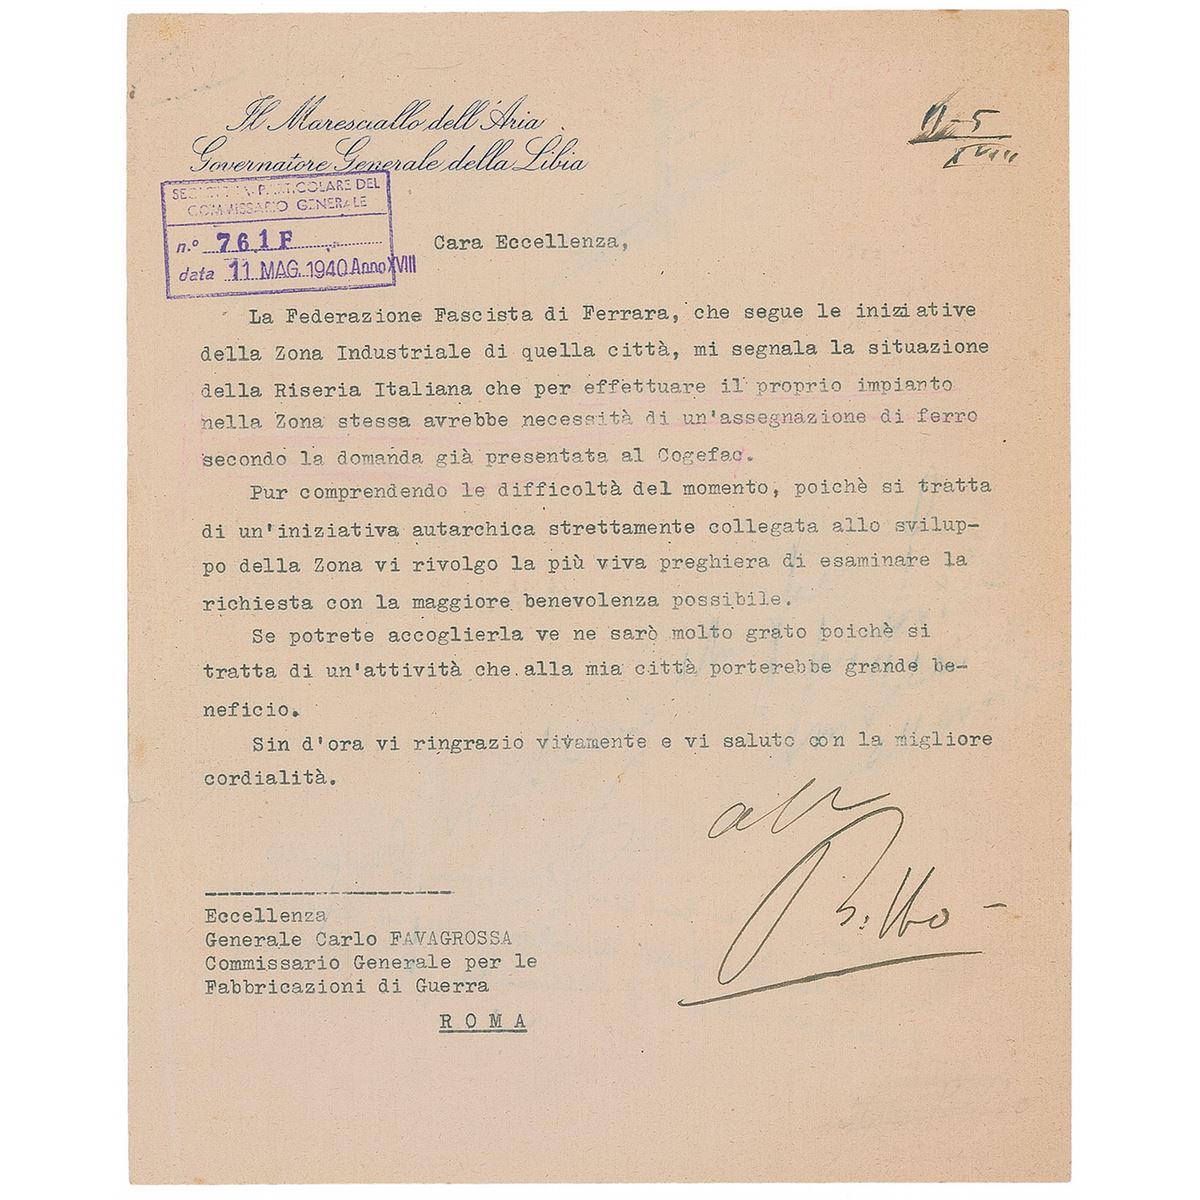 Il Maresciallo dell'Aria
Governatore Generale della Libia
11-5
XVIII
SEGRETERIA PARTICOLARE DEL
COMMISSARIO GENERALE
n.° 761F
data 11 MAG. 1940 Anno XVIII
Cara Eccellenza,
La Federazione Fascista di Ferrara, che segue le iniziative
della Zona Industriale di quella città, mi segnala la situazione
della Riseria Italiana che per effettuare il proprio impianto
nella Zona stessa avrebbe necessità di un'assegnazione di ferro
secondo la domanda già presentata al Cogefac.
Pur comprendendo le difficoltà del momento, poichè si tratta
di un'iniziativa autarchica strettamente collegata allo svilup-
po della Zona vi rivolgo la più viva preghiera di esaminare la
richiesta con la maggiore benevolenza possibile.
Se potrete accoglierla ve ne sarò molto grato poichè si
tratta di un'attività che alla mia città porterebbe grande be-
neficio.
Sin d'ora vi ringrazio vivamente e vi saluto con la migliore
cordialità.
Balbo
Eccellenza
Generale Carlo FAVAGROSSA
Commissario Generale per le
Fabbricazioni di Guerra
ROMA